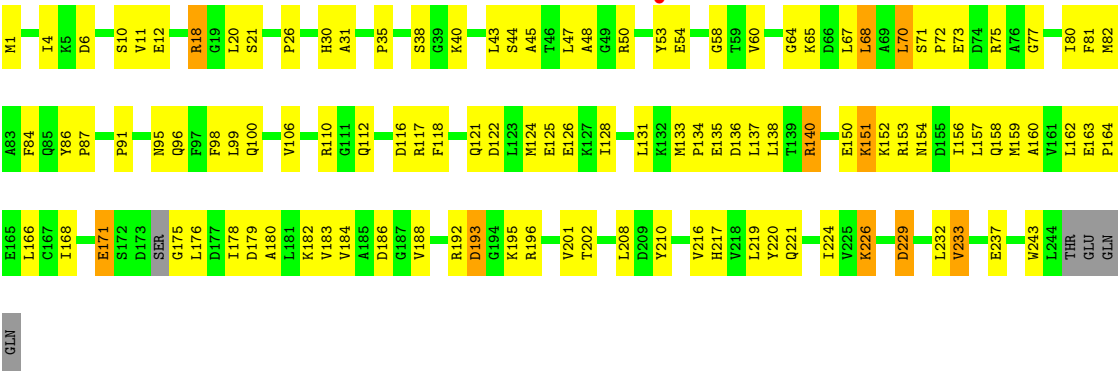 M1 I4 K5 D6 S10 V11 E12 R18 G19 L20 S21 P26 H30 A31 P35 S38 G39 K40 L43 S44 A45 T46 L47 A48 G49 R50 Y53 E54 G58 T59 V60 G64 K65 D66 L67 L68 A69 L70 S71 P72 E73 D74 R75 A76 G77 I80 F81 M82
A83 F84 Q85 Y86 P87 P91 N95 Q96 F97 F98 L99 Q100 V106 R110 G111 Q112 D116 R117 F118 Q121 D122 L123 M124 E125 E126 K127 I128 L131 K132 M133 P134 E135 D136 L137 L138 T139 R140 E150 K151 K152 R153 N154 D155 I156 L157 Q158 M159 A160 V161 L162 E163 P164
E165 L166 C167 I168 E171 S172 D173 SER G175 L176 D177 I178 D179 A180 L181 K182 V183 V184 A185 D186 G187 V188 R192 D193 G194 K195 R196 V201 T202 L208 D209 Y210 V216 H217 V218 L219 Y220 Q221 I224 V225 K226 D229 L232 V233 E237 W243 L244 THR GLU GLN
GLN